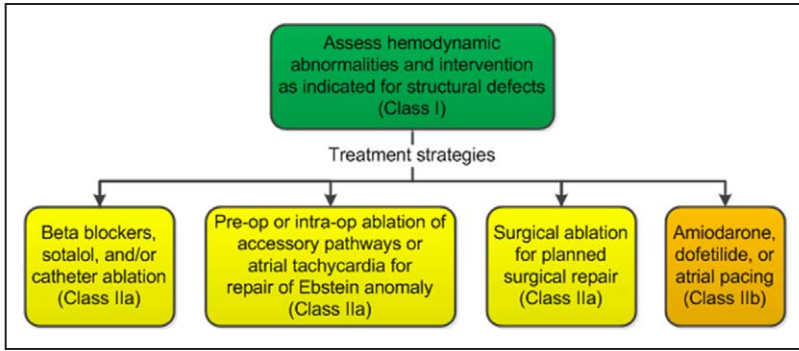 Assess hemodynamic
abnormalities and intervention
as indicated for structural defects
(Class I)
Treatment strategies
Beta blockers,
sotalol, and/or
catheter ablation
(Class IIa)
Pre-op or intra-op ablation of
accessory pathways or
atrial tachycardia for
repair of Ebstein anomaly
(Class IIa)
Surgical ablation
for planned
surgical repair
(Class IIa)
Amiodarone,
dofetilide, or
atrial pacing
(Class IIb)